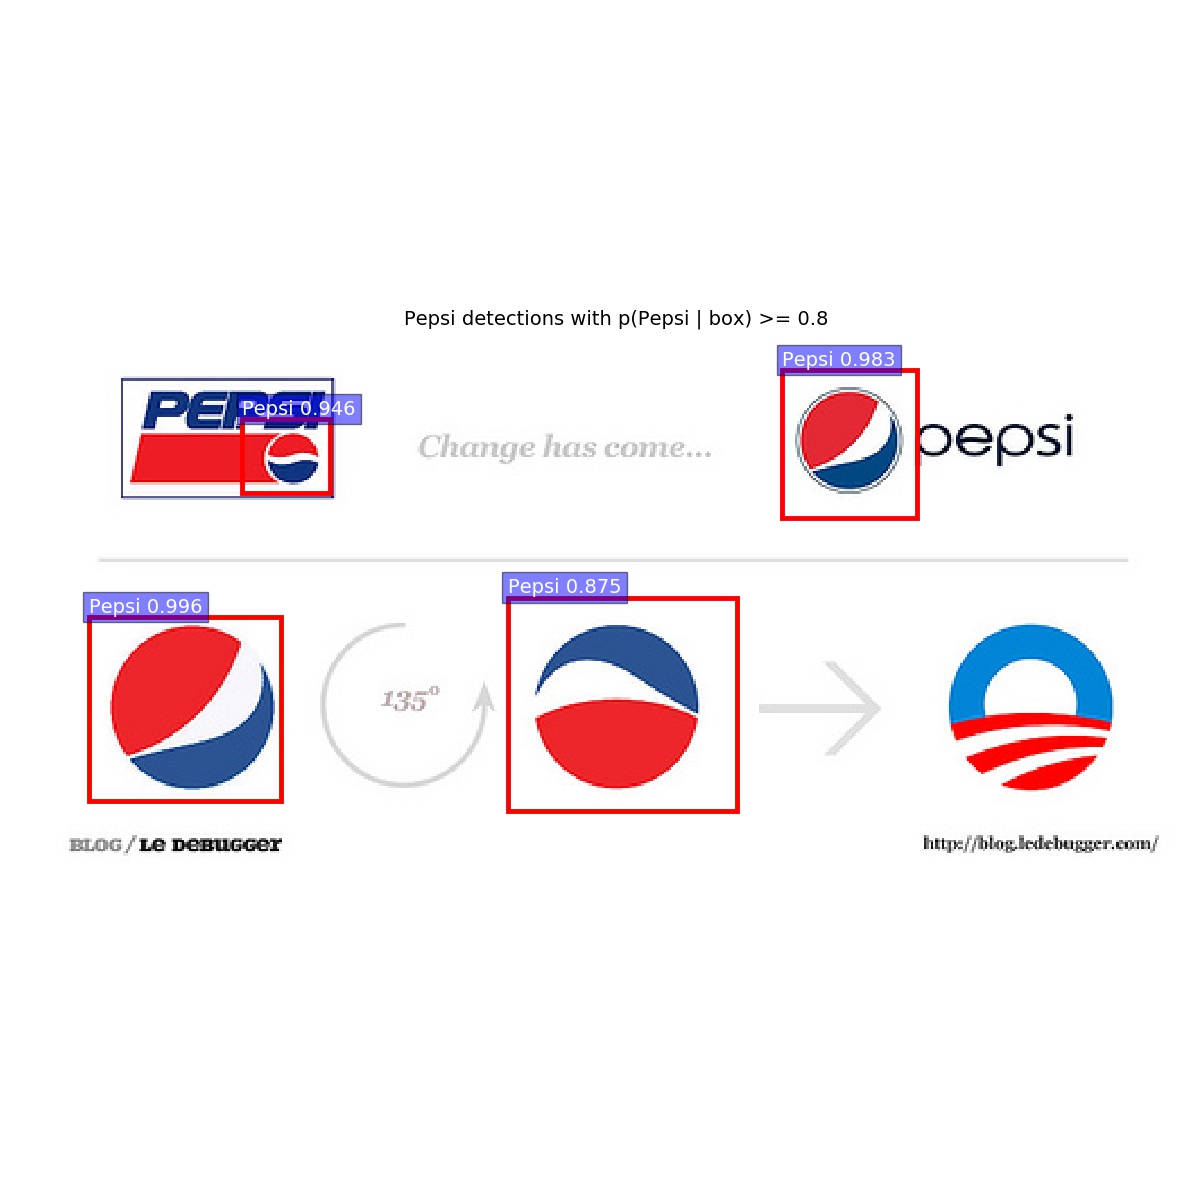 Pepsi detections with p(Pepsi | box) >= 0.8
Pepsi 0.983
PEPSI
Pepsi 0.946
Change has come...
pepsi
Pepsi 0.875
Pepsi 0.996
135°
BLOG/LE DEBUGGER
http://blog.ledebugger.com/